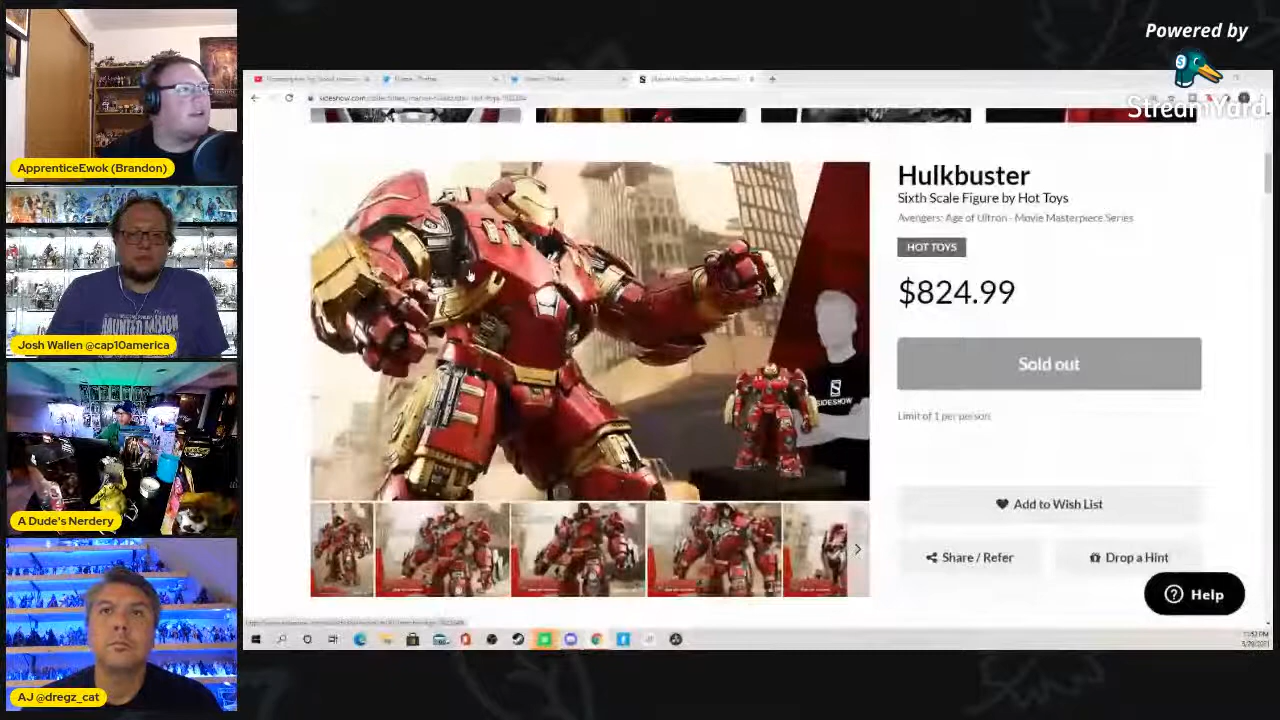 Powered by
StreamYard
ApprenticeEwok (Brandon)
Josh Wallen @cap10america
A Dude's Nerdery
AJ @dregz_cat
Hulkbuster
Sixth Scale Figure by Hot Toys
Avengers: Age of Ultron - Movie Masterpiece Series
HOT TOYS
$824.99
Sold out
Limit of 1 per person
Add to Wish List
Share / Refer
Drop a Hint
Help
SIDESHOW